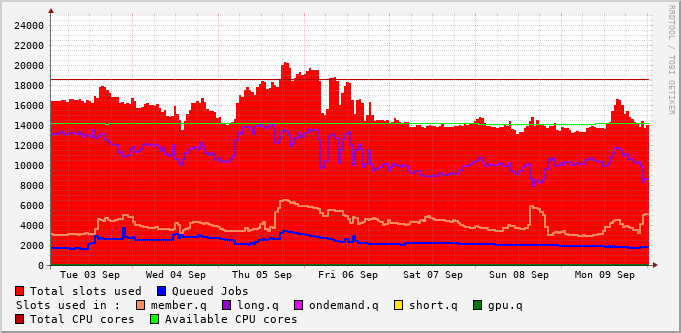 24000
22000
20000
18000
16000
14000
12000
10000
8000
6000
4000
2000
0
Tue 03 Sep Wed 04 Sep Thu 05 Sep Fri 06 Sep Sat 07 Sep Sun 08 Sep Mon 09 Sep
RRDTOOL / TOBI OETIKER
Total slots used Queued Jobs
Slots used in : member.q long.q ondemand.q short.q gpu.q
Total CPU cores Available CPU cores